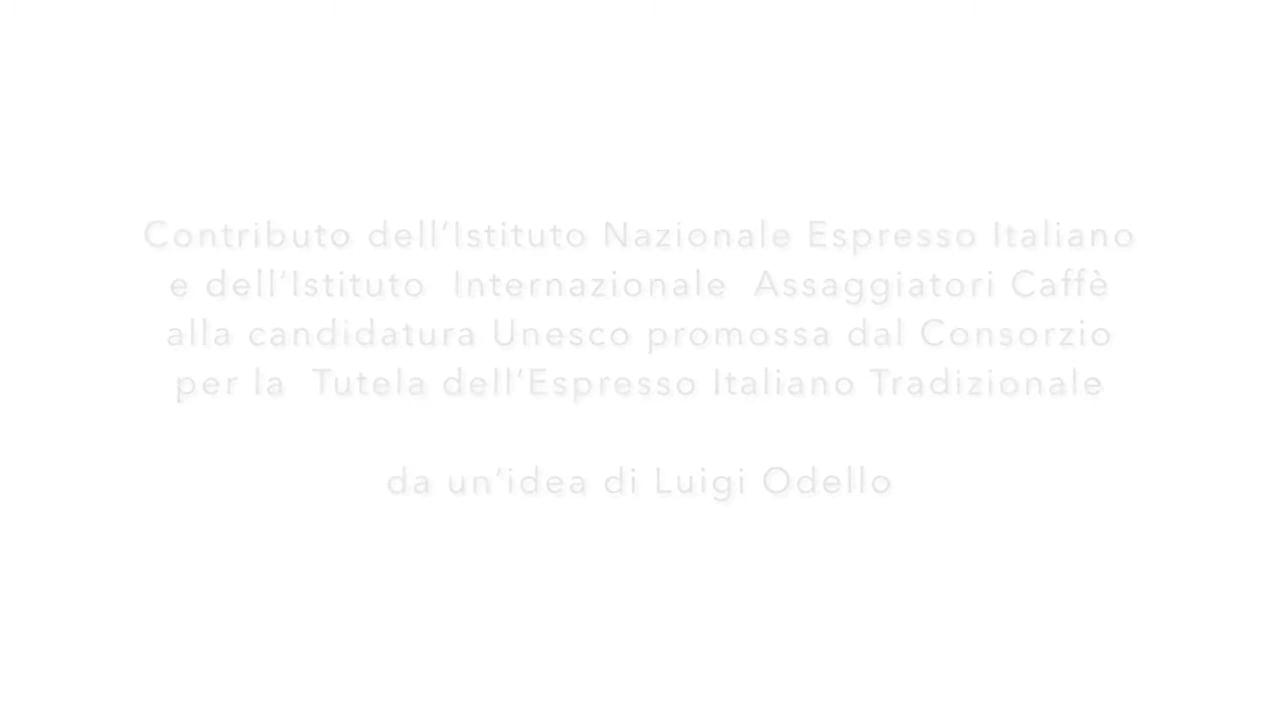 Contributo dell’Istituto Nazionale Espresso Italiano
e dell’Istituto Internazionale Assaggiatori Caffè
alla candidatura Unesco promossa dal Consorzio
per la Tutela dell’Espresso Italiano Tradizionale
da un’idea di Luigi Odello